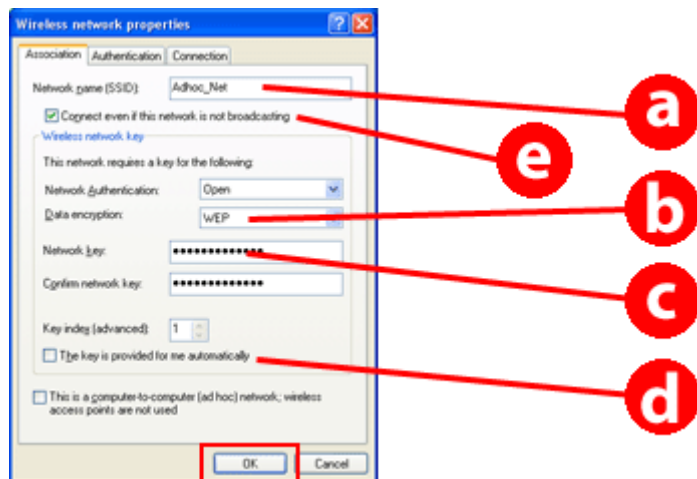 Wireless network properties
Association Authentication Connection
Network name (SSID): Adhoc_Net
a
Connect even if this network is not broadcasting
e
Wireless network key
This network requires a key for the following:
Network Authentication: Open
Data encryption: WEP
b
Network key: •••••••••••••
c
Confirm network key: •••••••••••••
Key index (advanced): 1
The key is provided for me automatically
d
This is a computer-to-computer (ad hoc) network; wireless
access points are not used
OK Cancel